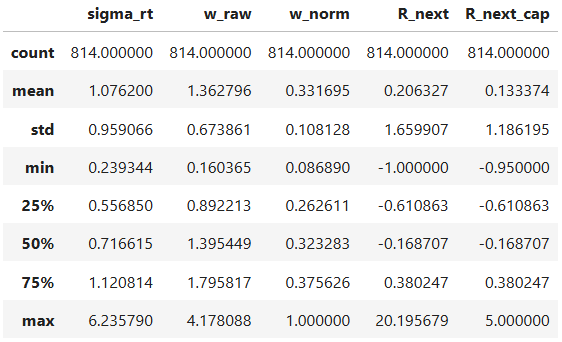 sigma_rt w_raw w_norm R_next R_next_cap
count 814.000000 814.000000 814.000000 814.000000 814.000000
mean 1.076200 1.362796 0.331695 0.206327 0.133374
std 0.959066 0.673861 0.108128 1.659907 1.186195
min 0.239344 0.160365 0.086890 -1.000000 -0.950000
25% 0.556850 0.892213 0.262611 -0.610863 -0.610863
50% 0.716615 1.395449 0.323283 -0.168707 -0.168707
75% 1.120814 1.795817 0.375626 0.380247 0.380247
max 6.235790 4.178088 1.000000 20.195679 5.000000